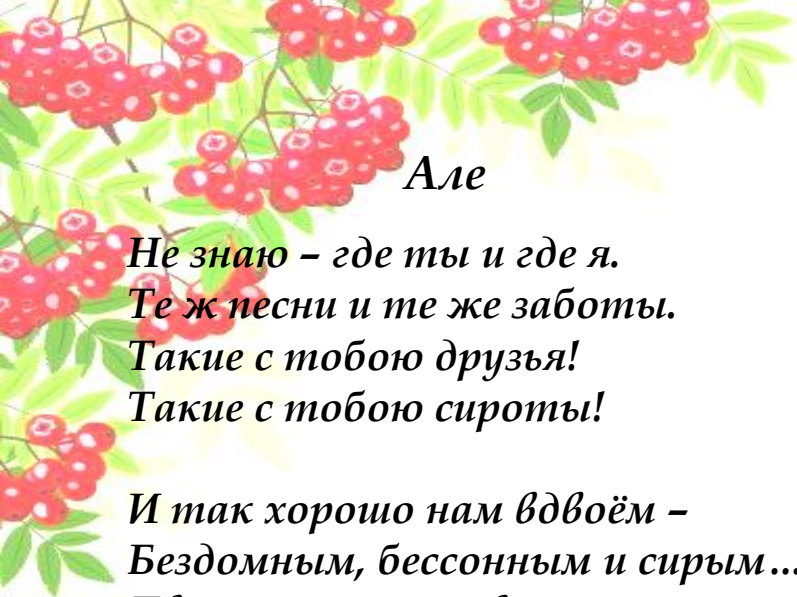 Але
Не знаю – где ты и где я.
Те ж песни и те же заботы.
Такие с тобою друзья!
Такие с тобою сироты!
И так хорошо нам вдвоём –
Бездомным, бессонным и сирым…